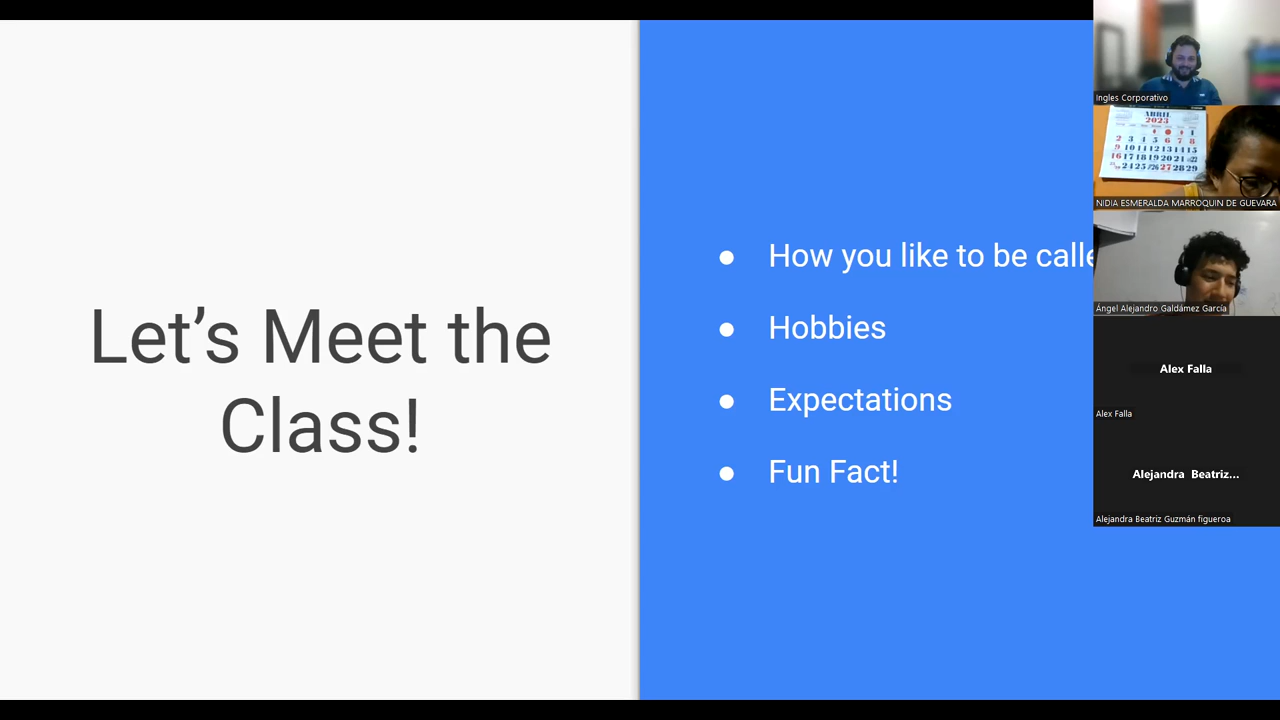 Let's Meet the
Class!
● How you like to be calle
● Hobbies
● Expectations
● Fun Fact!
Ingles Corporativo
ABRIL
2023
NIDIA ESMERALDA MARROQUIN DE GUEVARA
Ángel Alejandro Galdámez García
Alex Falla
Alex Falla
Alejandra Beatriz...
Alejandra Beatriz Guzmán figueroa